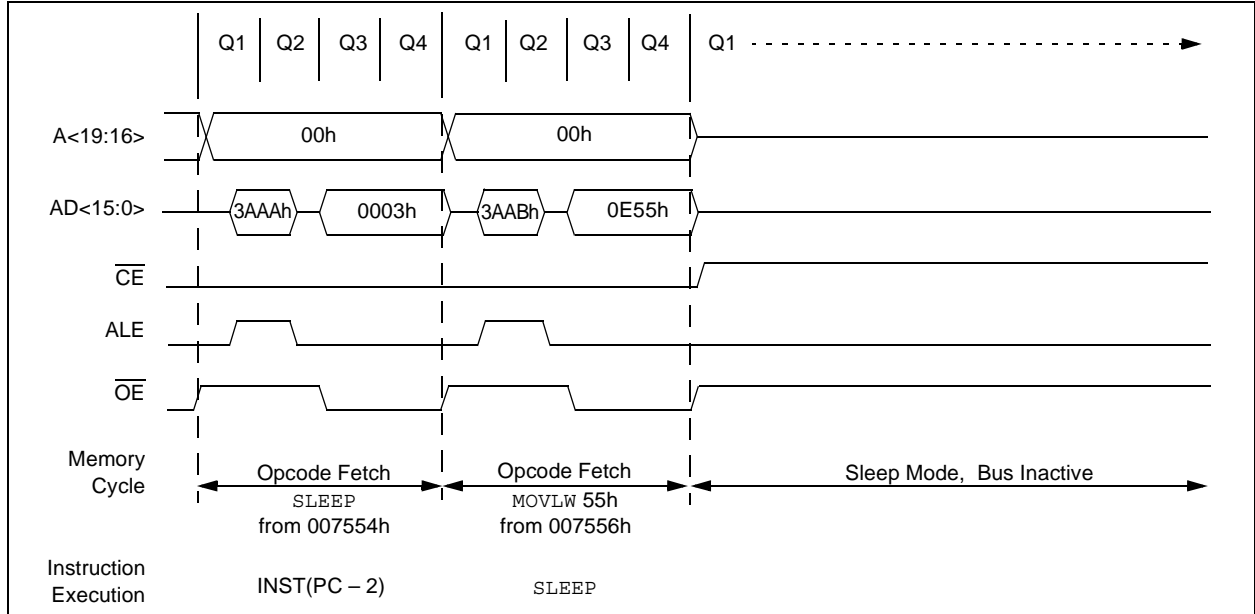 Q1 Q2 Q3 Q4 Q1 Q2 Q3 Q4 Q1
A<19:16> 00h 00h
AD<15:0> 3AAAh 0003h 3AABh 0E55h
CE
ALE
OE
Memory
Cycle
Opcode Fetch
SLEEP
from 007554h
Opcode Fetch
MOVLW 55h
from 007556h
Sleep Mode, Bus Inactive
Instruction
Execution
INST(PC – 2)
SLEEP